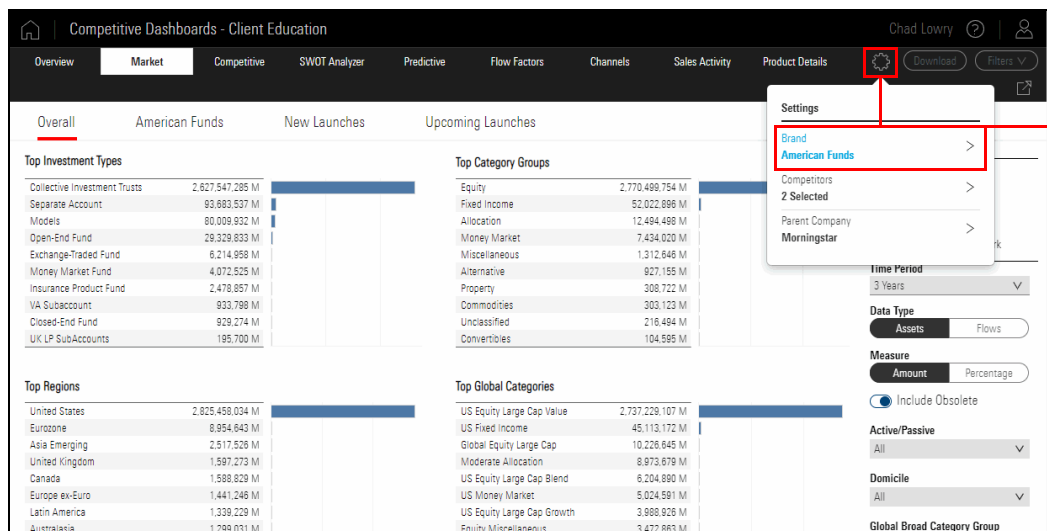 Competitive Dashboards - Client Education
Chad Lowry
Overview Market Competitive SWOT Analyzer Predictive Flow Factors Channels Sales Activity Product Details Download Filters
Overall American Funds New Launches Upcoming Launches
Settings
Brand
American Funds
Competitors
2 Selected
Parent Company
Morningstar
Top Investment Types
Collective Investment Trusts 2,627,547,285 M
Separate Account 93,683,537 M
Models 80,009,932 M
Open-End Fund 29,329,833 M
Exchange-Traded Fund 6,214,958 M
Money Market Fund 4,072,525 M
Insurance Product Fund 2,478,857 M
VA Subaccount 933,798 M
Closed-End Fund 929,274 M
UK LP SubAccounts 195,700 M
Top Category Groups
Equity 2,770,499,754 M
Fixed Income 52,022,896 M
Allocation 12,494,498 M
Money Market 7,434,020 M
Miscellaneous 1,312,646 M
Alternative 927,155 M
Property 308,722 M
Commodities 303,123 M
Unclassified 216,494 M
Convertibles 104,595 M
rk
Time Period
3 Years
Data Type
Assets Flows
Measure
Amount Percentage
Include Obsolete
Active/Passive
All
Domicile
All
Global Broad Category Group
Top Regions
United States 2,825,458,034 M
Eurozone 8,954,643 M
Asia Emerging 2,517,526 M
United Kingdom 1,597,273 M
Canada 1,588,829 M
Europe ex-Euro 1,441,246 M
Latin America 1,339,229 M
Australasia 1,299,031 M
Top Global Categories
US Equity Large Cap Value 2,737,229,107 M
US Fixed Income 45,113,172 M
Global Equity Large Cap 10,226,645 M
Moderate Allocation 8,973,679 M
US Equity Large Cap Blend 6,204,890 M
US Money Market 5,024,591 M
US Equity Large Cap Growth 3,988,926 M
Equity Miscellaneous 3,472,863 M